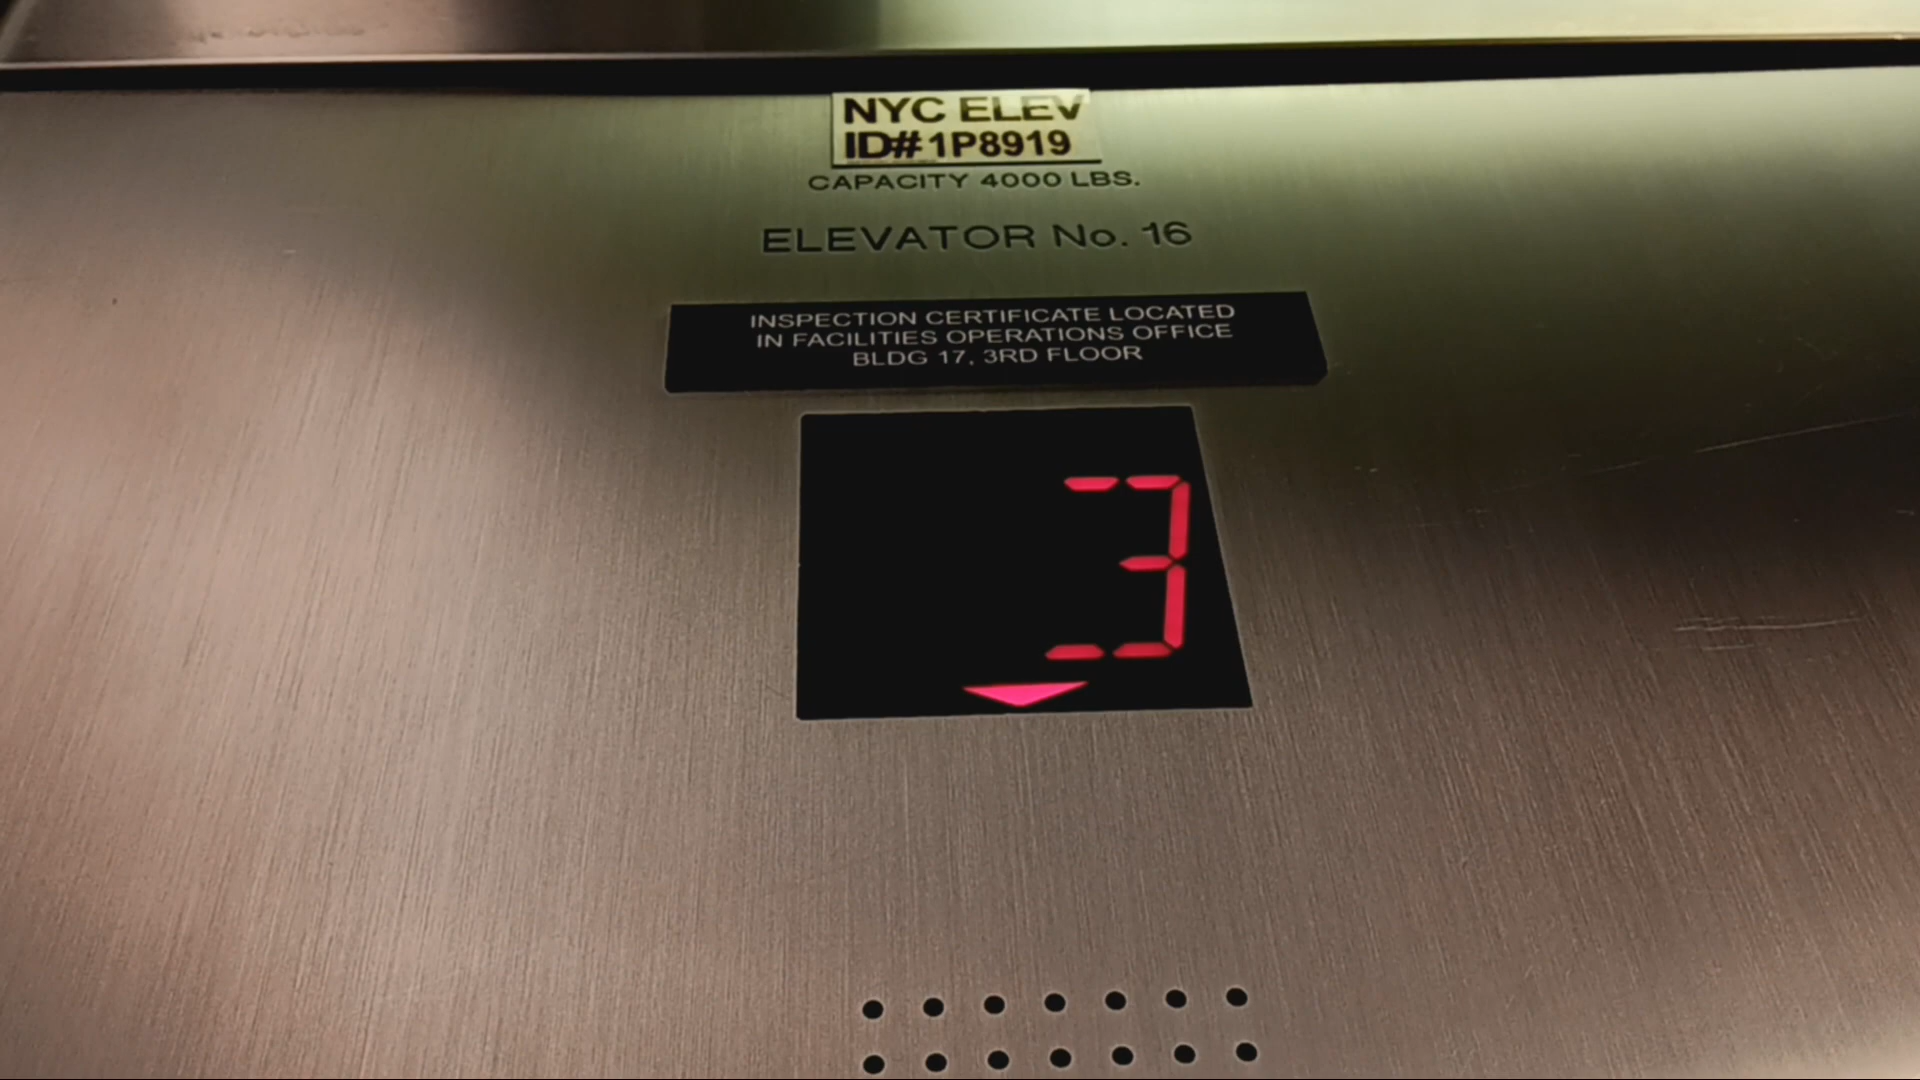 NYC ELEV
ID# 1P8919
CAPACITY 4000 LBS.
ELEVATOR No. 16
INSPECTION CERTIFICATE LOCATED
IN FACILITIES OPERATIONS OFFICE
BLDG 17, 3RD FLOOR
3